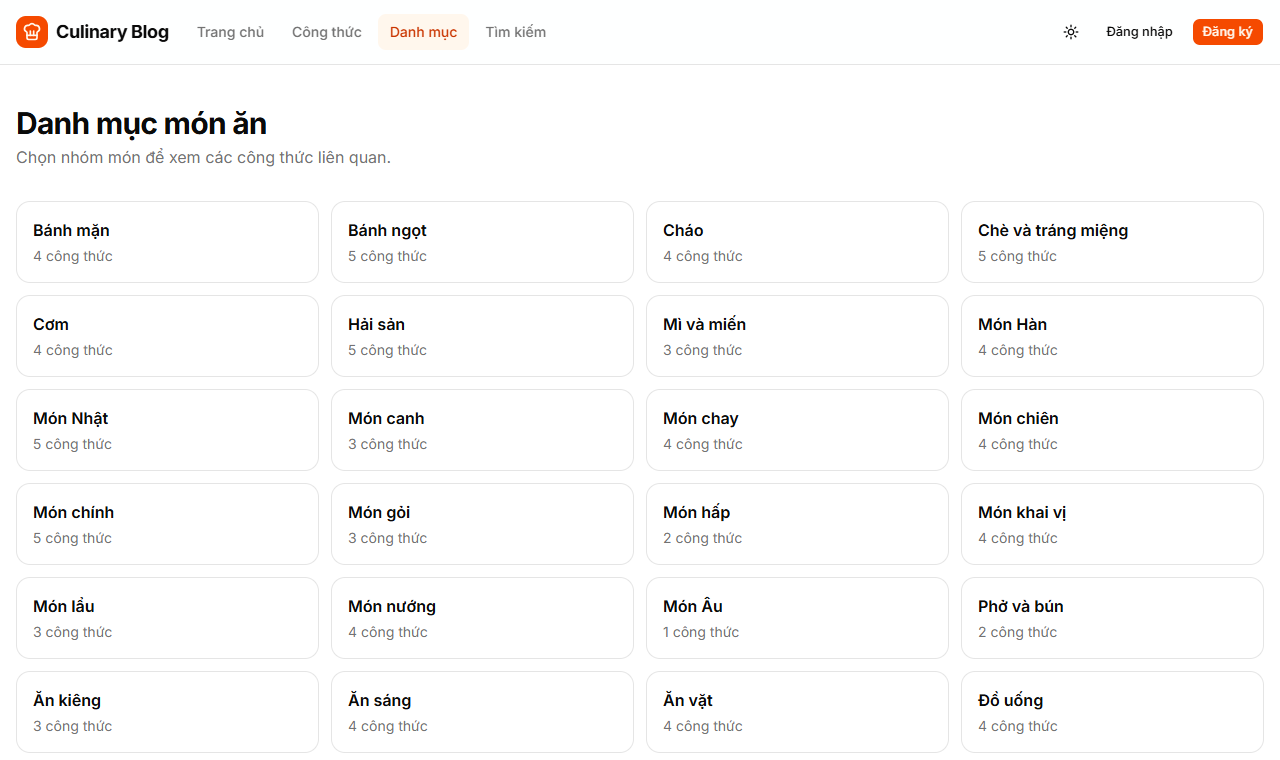 Culinary Blog Trang chủ Công thức Danh mục Tìm kiếm Đăng nhập Đăng ký
Danh mục món ăn
Chọn nhóm món để xem các công thức liên quan.
Bánh mặn
4 công thức
Bánh ngọt
5 công thức
Cháo
4 công thức
Chè và tráng miệng
5 công thức
Cơm
4 công thức
Hải sản
5 công thức
Mì và miến
3 công thức
Món Hàn
4 công thức
Món Nhật
5 công thức
Món canh
3 công thức
Món chay
4 công thức
Món chiên
4 công thức
Món chính
5 công thức
Món gỏi
3 công thức
Món hấp
2 công thức
Món khai vị
4 công thức
Món lẩu
3 công thức
Món nướng
4 công thức
Món Âu
1 công thức
Phở và bún
2 công thức
Ăn kiêng
3 công thức
Ăn sáng
4 công thức
Ăn vặt
4 công thức
Đồ uống
4 công thức